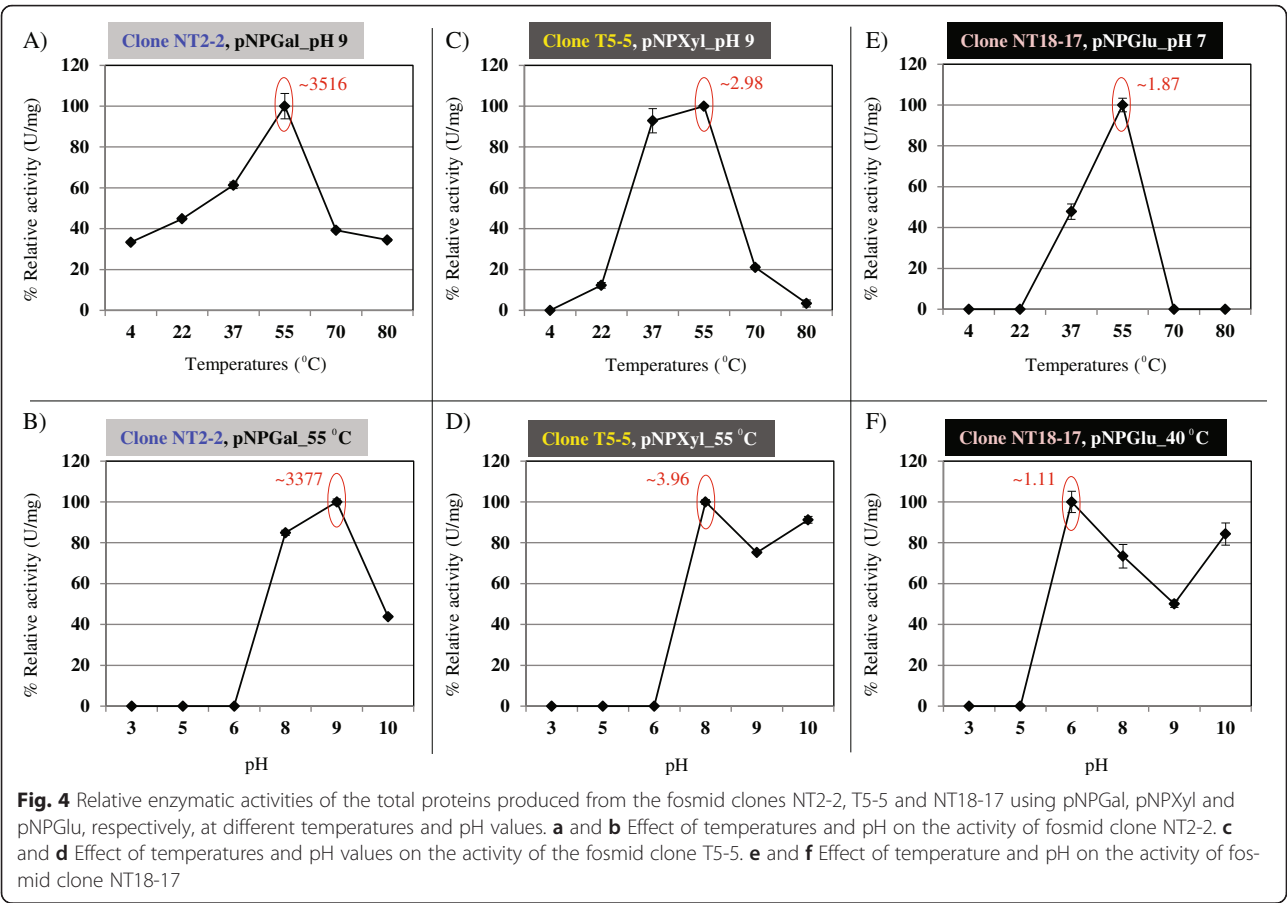 A)
Clone NT2-2, pNPGal_pH 9
% Relative activity (U/mg)
120
100
80
60
40
20
0
~3516
4 22 37 55 70 80
Temperatures (⁰C)
C)
Clone T5-5, pNPXyl_pH 9
% Relative activity (U/mg)
120
100
80
60
40
20
0
~2.98
4 22 37 55 70 80
Temperatures (⁰C)
E)
Clone NT18-17, pNPGlu_pH 7
% Relative activity (U/mg)
120
100
80
60
40
20
0
~1.87
4 22 37 55 70 80
Temperatures (⁰C)
B)
Clone NT2-2, pNPGal_55 ⁰C
% Relative activity (U/mg)
120
100
80
60
40
20
0
~3377
3 5 6 8 9 10
pH
D)
Clone T5-5, pNPXyl_55 ⁰C
% Relative activity (U/mg)
120
100
80
60
40
20
0
~3.96
3 5 6 8 9 10
pH
F)
Clone NT18-17, pNPGlu_40 ⁰C
% Relative activity (U/mg)
120
100
80
60
40
20
0
~1.11
3 5 6 8 9 10
pH
Fig. 4 Relative enzymatic activities of the total proteins produced from the fosmid clones NT2-2, T5-5 and NT18-17 using pNPGal, pNPXyl and
pNPGlu, respectively, at different temperatures and pH values. a and b Effect of temperatures and pH on the activity of fosmid clone NT2-2. c
and d Effect of temperatures and pH values on the activity of the fosmid clone T5-5. e and f Effect of temperature and pH on the activity of fos-
mid clone NT18-17